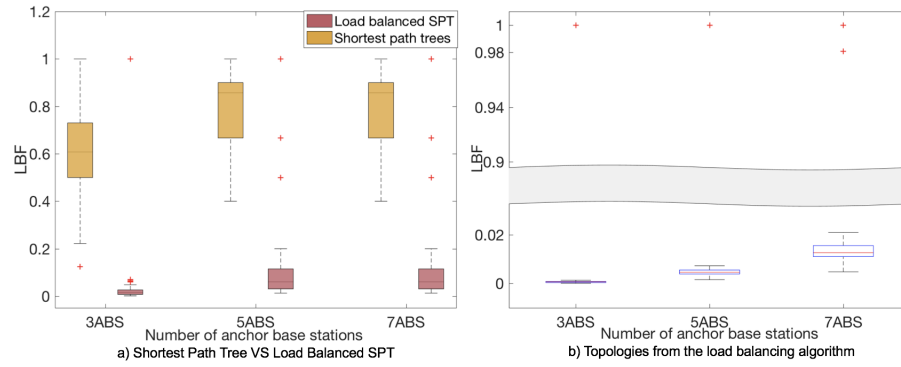 1.2
1
0.8
0.6
0.4
0.2
0
LBF
Load balanced SPT
Shortest path trees
3ABS
5ABS
7ABS
Number of anchor base stations
a) Shortest Path Tree VS Load Balanced SPT
1
0.98
0.94
0.9
0.02
0
LBF
3ABS
5ABS
7ABS
Number of anchor base stations
b) Topologies from the load balancing algorithm